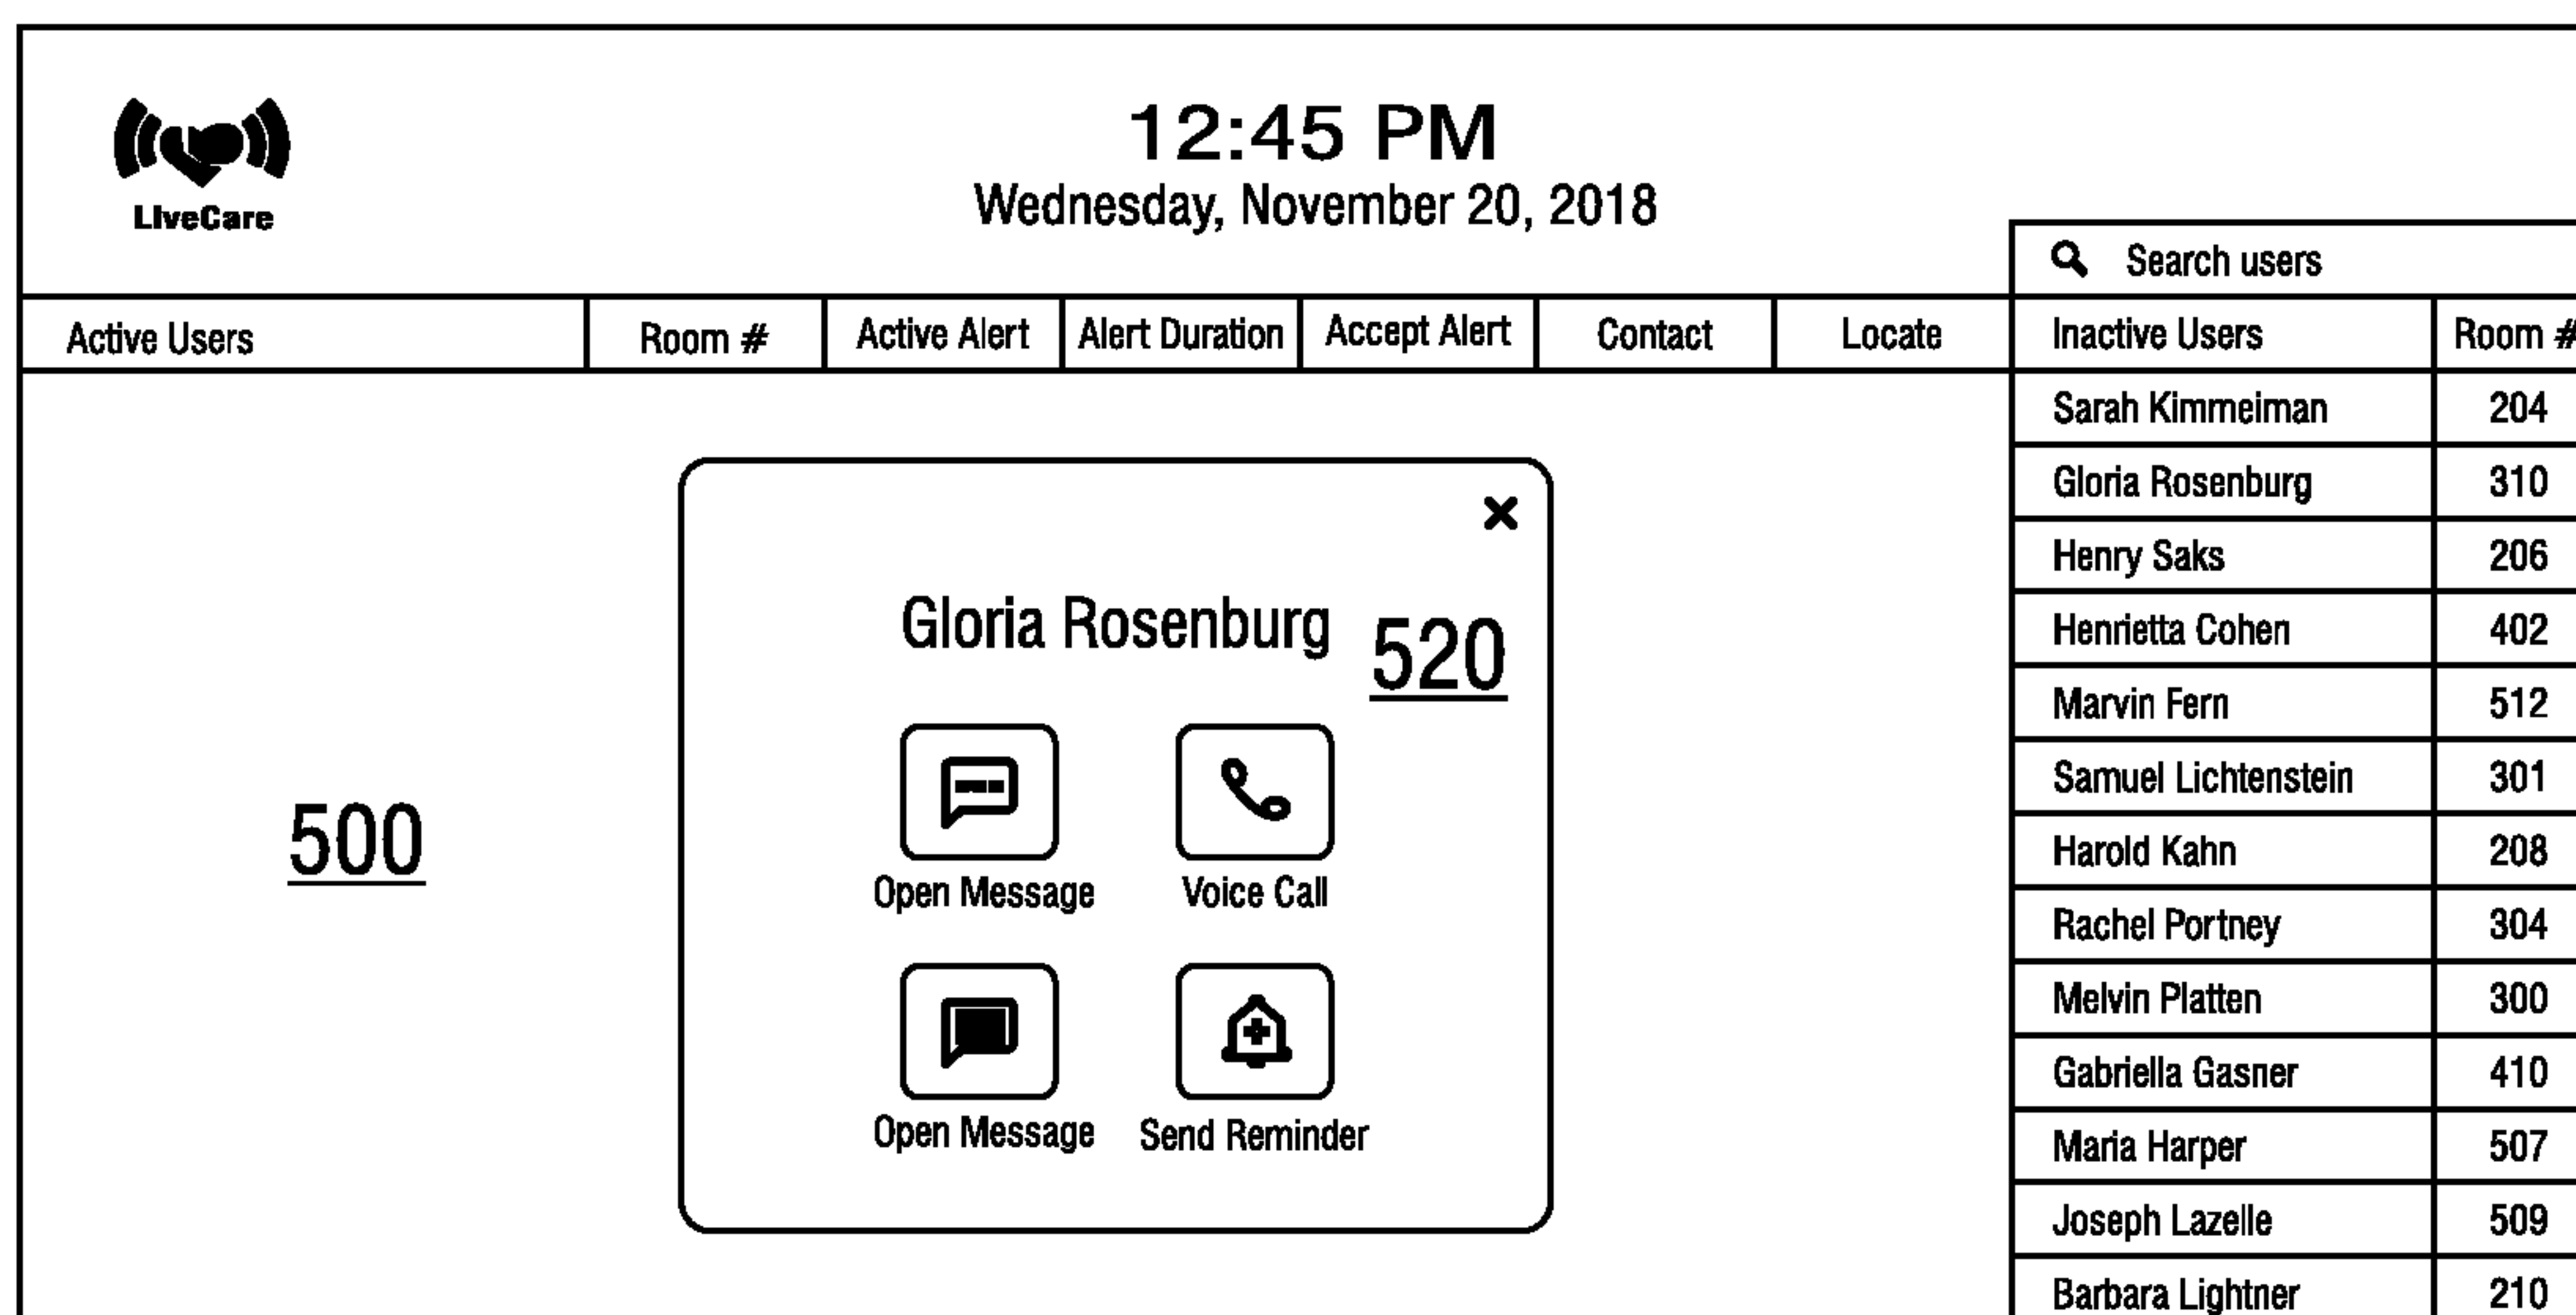 LiveCare
12:45 PM
Wednesday, November 20, 2018
Search users
Active Users Room # Active Alert Alert Duration Accept Alert Contact Locate Inactive Users Room #
Sarah Kimmeiman 204
Gloria Rosenburg 310
Henry Saks 206
Henrietta Cohen 402
Marvin Fern 512
Samuel Lichtenstein 301
Harold Kahn 208
Rachel Portney 304
Melvin Platten 300
Gabriella Gasner 410
Maria Harper 507
Joseph Lazelle 509
Barbara Lightner 210
Gloria Rosenburg
520
Open Message Voice Call
Open Message Send Reminder
500